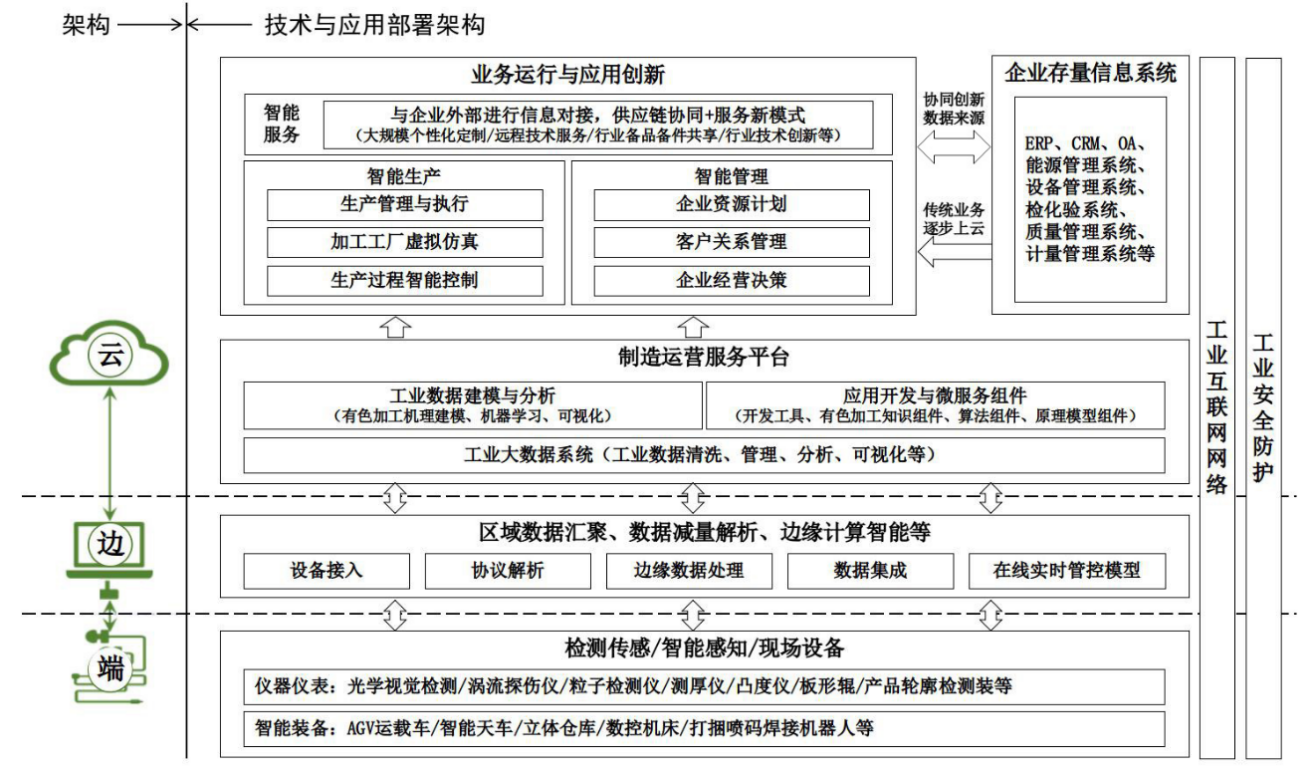 架构
技术与应用部署架构
业务运行与应用创新
智能
服务
与企业外部进行信息对接，供应链协同+服务新模式
（大规模个性化定制/远程技术服务/行业备品备件共享/行业技术创新等）
智能生产
生产管理与执行
加工工厂虚拟仿真
生产过程智能控制
智能管理
企业资源计划
客户关系管理
企业经营决策
协同创新
数据来源
传统业务
逐步上云
企业存量信息系统
ERP、CRM、OA、
能源管理系统、
设备管理系统、
检化验系统、
质量管理系统、
计量管理系统等
云
制造运营服务平台
工业数据建模与分析
（有色加工机理建模、机器学习、可视化）
应用开发与微服务组件
（开发工具、有色加工知识组件、算法组件、原理模型组件）
工业大数据系统（工业数据清洗、管理、分析、可视化等）
边
区域数据汇聚、数据减量解析、边缘计算智能等
设备接入
协议解析
边缘数据处理
数据集成
在线实时管控模型
端
检测传感/智能感知/现场设备
仪器仪表：光学视觉检测/涡流探伤仪/粒子检测仪/测厚仪/凸度仪/板形辊/产品轮廓检测装等
智能装备：AGV运载车/智能天车/立体仓库/数控机床/打捆喷码焊接机器人等
工业互联网网络
工业安全防护